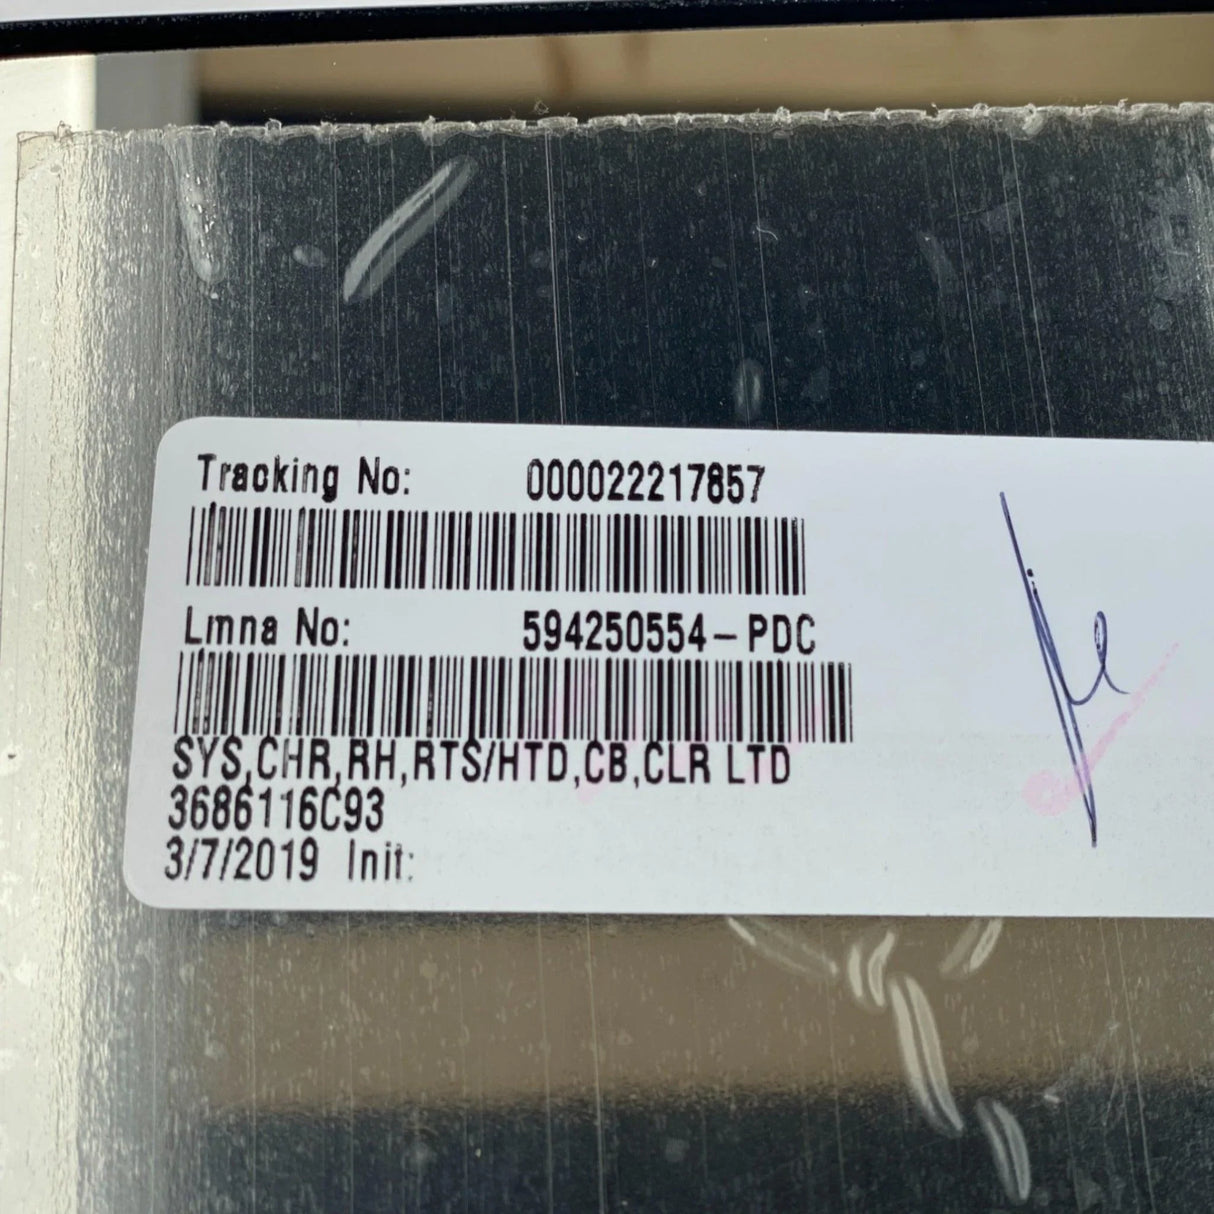 Tracking No: 000022217857
Lmna No: 594250554-PDC
SYS,CHR,RH,RTS/HTD,CB,CLR LTD
3686116C93
3/7/2019 Init: